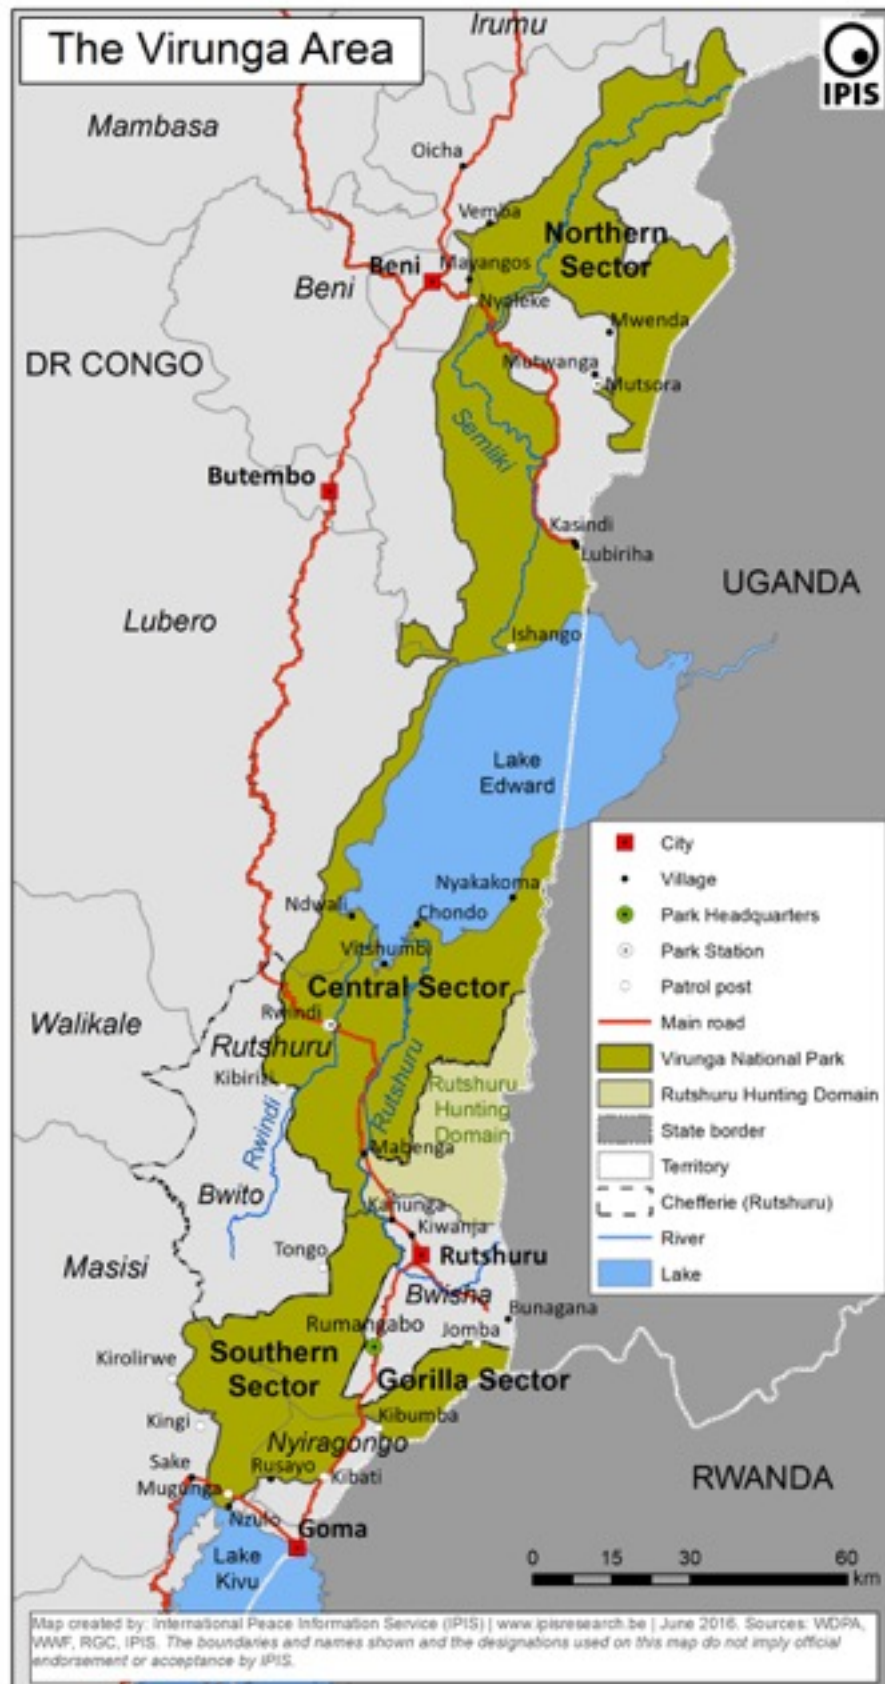 The Virunga Area
Irumu
IPIS
Mambasa
Oicha
Vemba
Northern
Sector
Beni
Mayangos
Beni
Nyaleke
Mwenda
DR CONGO
Mutwanga
Mutsora
Semliki
Butembo
Kasindi
Lubiriha
UGANDA
Lubero
Ishango
Lake
Edward
City
Nyakakoma
Village
Ndwali
Chondo
Park Headquarters
Vitshumbi
Park Station
Central Sector
Patrol post
Rwindi
Walikale
Main road
Rutshuru
Virunga National Park
Kibirizi
Rutshuru
Rutshuru
Hunting
Domain
Rutshuru Hunting Domain
Rwindi
State border
Mabenga
Territory
Bwito
Chefferie (Rutshuru)
Kahunga
Kiwanja
River
Tongo
Rutshuru
Masisi
Lake
Bwisha
Bunagana
Rumangabo
Jomba
Kirolirwe
Southern
Sector
Gorilla Sector
Kingi
Kibumba
Nyiragongo
Sake
Rusayo
Kibati
RWANDA
Mugunga
Nzulo
Goma
Lake
Kivu
0 15 30 60
km
Map created by: International Peace Information Service (IPIS) | www.ipisresearch.be | June 2016. Sources: WDPA,
WWF, RGC, IPIS. The boundaries and names shown and the designations used on this map do not imply official
endorsement or acceptance by IPIS.